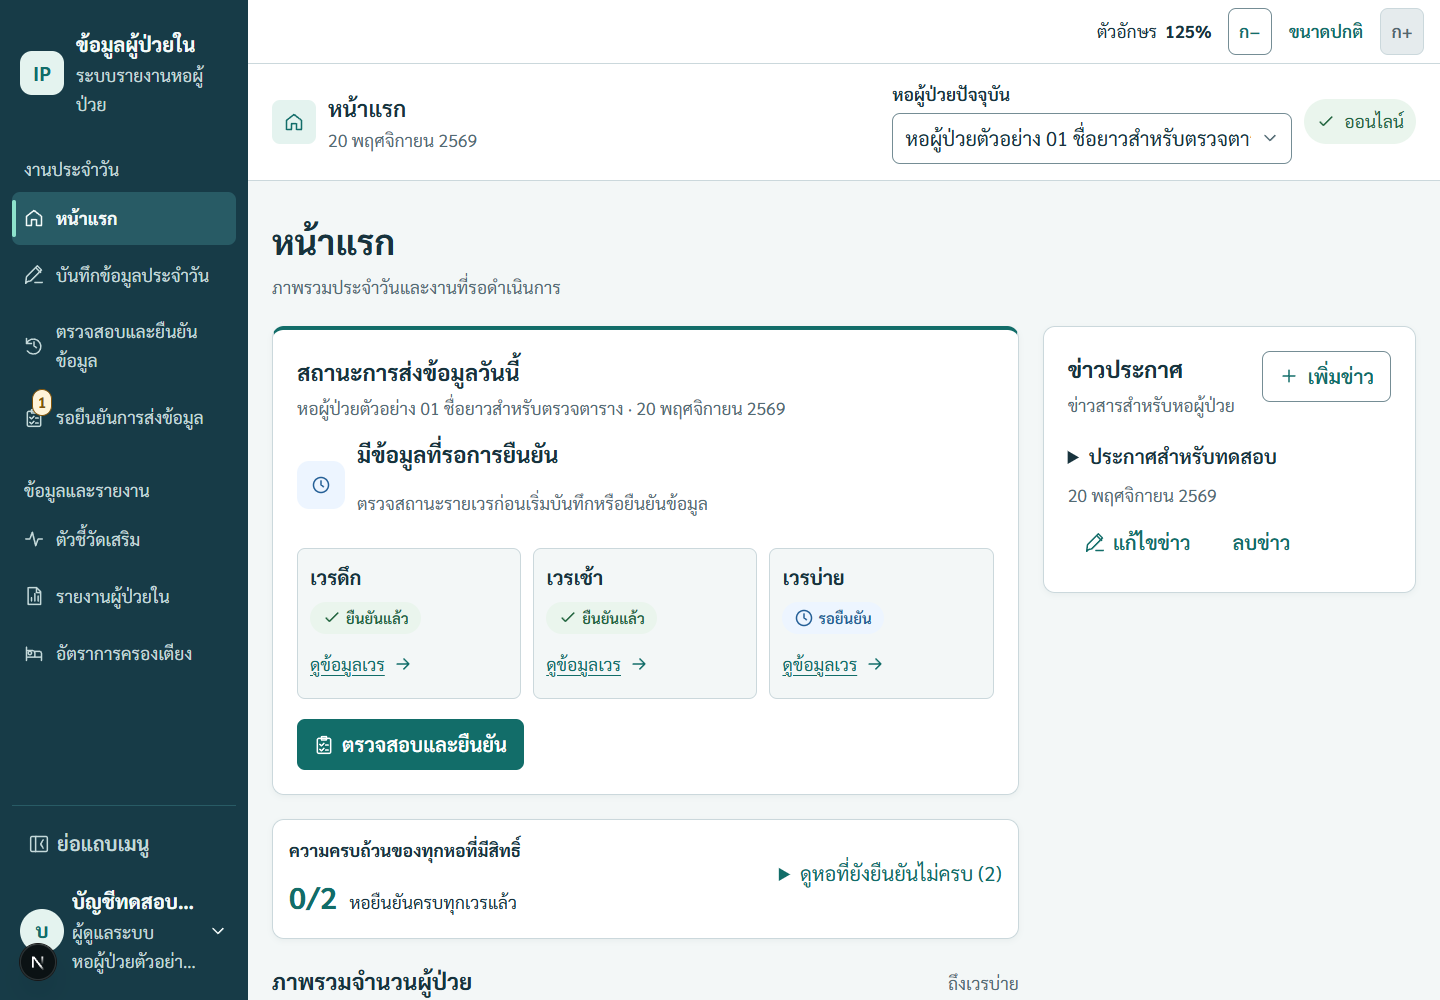 IP
ข้อมูลผู้ป่วยใน
ระบบรายงานหอผู้
ป่วย
งานประจำวัน
หน้าแรก
บันทึกข้อมูลประจำวัน
ตรวจสอบและยืนยัน
ข้อมูล
1
รอยืนยันการส่งข้อมูล
ข้อมูลและรายงาน
ตัวชี้วัดเสริม
รายงานผู้ป่วยใน
อัตราการครองเตียง
ย่อแถบเมนู
บ
บัญชีทดสอบ...
ผู้ดูแลระบบ
หอผู้ป่วยตัวอย่า...
N
ตัวอักษร 125% ก− ขนาดปกติ ก+
หน้าแรก
20 พฤศจิกายน 2569
หอผู้ป่วยปัจจุบัน
หอผู้ป่วยตัวอย่าง 01 ชื่อยาวสำหรับตรวจตา
ออนไลน์
หน้าแรก
ภาพรวมประจำวันและงานที่รอดำเนินการ
สถานะการส่งข้อมูลวันนี้
หอผู้ป่วยตัวอย่าง 01 ชื่อยาวสำหรับตรวจตาราง · 20 พฤศจิกายน 2569
มีข้อมูลที่รอการยืนยัน
ตรวจสถานะรายเวรก่อนเริ่มบันทึกหรือยืนยันข้อมูล
เวรดึก
ยืนยันแล้ว
ดูข้อมูลเวร →
เวรเช้า
ยืนยันแล้ว
ดูข้อมูลเวร →
เวรบ่าย
รอยืนยัน
ดูข้อมูลเวร →
ตรวจสอบและยืนยัน
ความครบถ้วนของทุกหอที่มีสิทธิ์
0/2 หอยืนยันครบทุกเวรแล้ว
ดูหอที่ยังยืนยันไม่ครบ (2)
ภาพรวมจำนวนผู้ป่วย
ถึงเวรบ่าย
ข่าวประกาศ
ข่าวสารสำหรับหอผู้ป่วย
+ เพิ่มข่าว
ประกาศสำหรับทดสอบ
20 พฤศจิกายน 2569
แก้ไขข่าว ลบข่าว